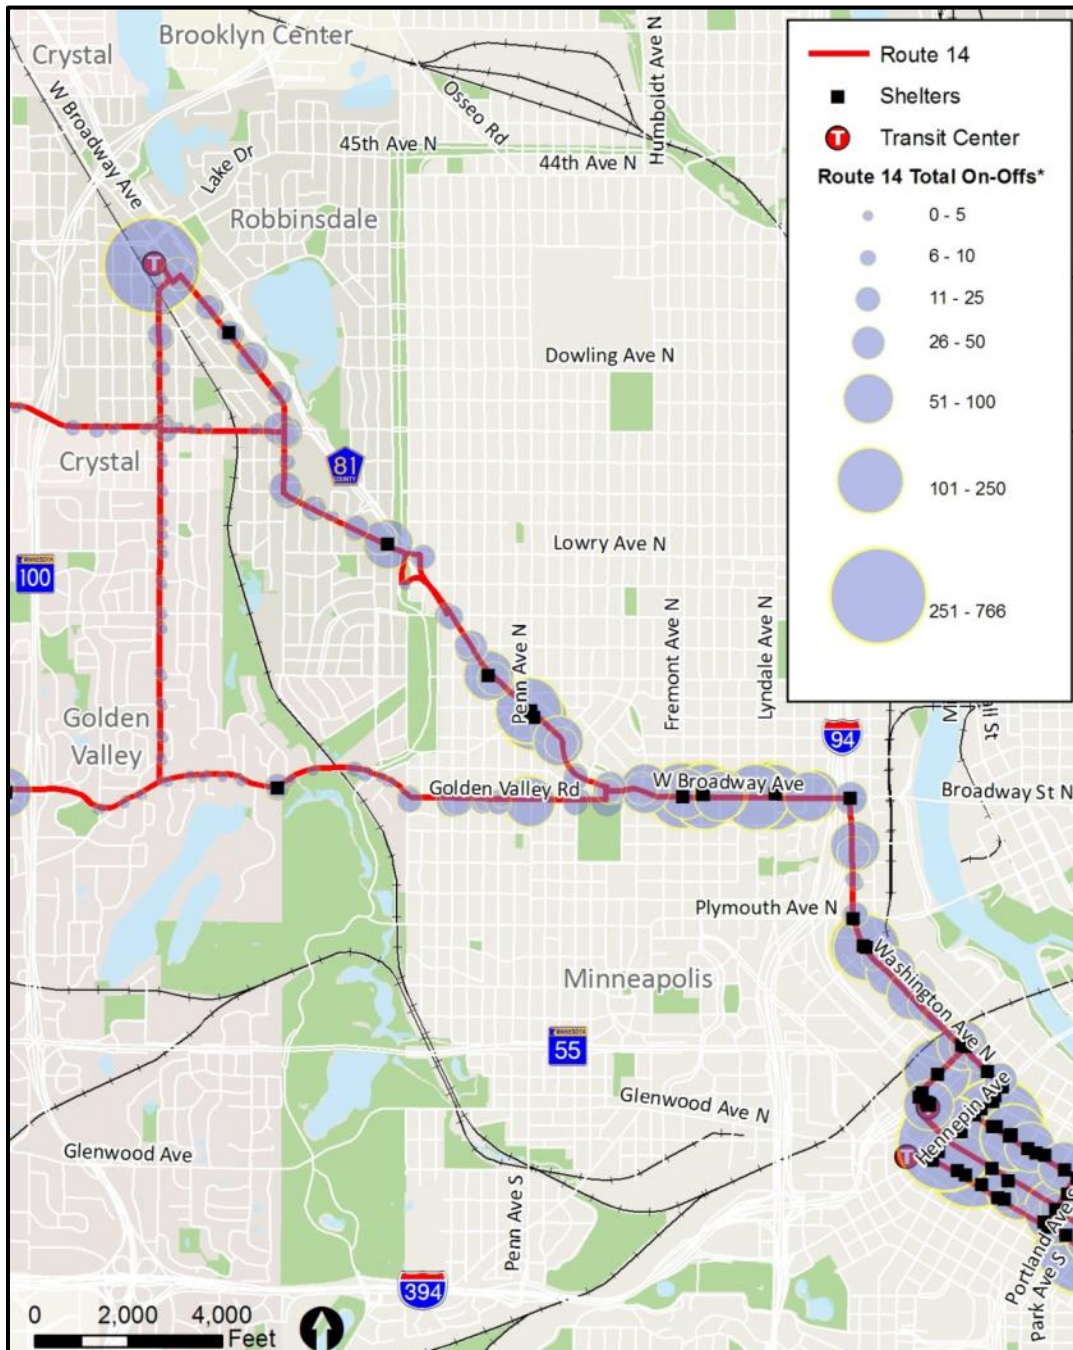 Crystal
Brooklyn Center
W Broadway Ave
Osseo Rd
Humboldt Ave N
45th Ave N
44th Ave N
Lake Dr
Robbinsdale
T
Route 14
Shelters
T
Transit Center
Route 14 Total On-Offs*
0 - 5
6 - 10
11 - 25
26 - 50
51 - 100
101 - 250
251 - 766
Dowling Ave N
Crystal
81
COUNTY
Lowry Ave N
MINNESOTA
100
Penn Ave N
Fremont Ave N
Lyndale Ave N
Golden
Valley
94
W Broadway Ave
Golden Valley Rd
Broadway St N
Plymouth Ave N
Washington Ave N
Minneapolis
MINNESOTA
55
Hennepin Ave
Glenwood Ave N
Glenwood Ave
T
Penn Ave S
Portland Ave S
Park Ave S
394
0
2,000
4,000
Feet